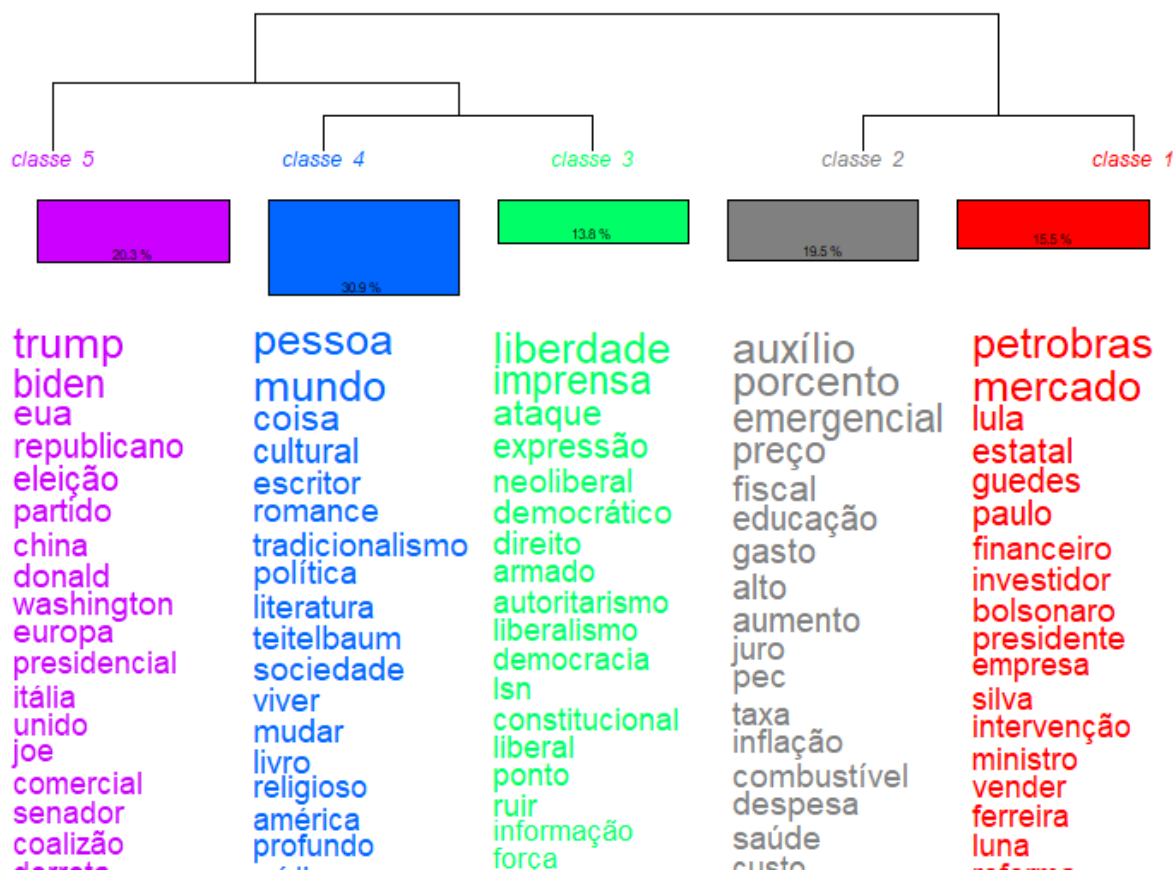 classe 5
classe 4
classe 3
classe 2
classe 1
20.3 %
30.9 %
13.8 %
19.5 %
15.5 %
trump
biden
eua
republicano
eleição
partido
china
donald
washington
europa
presidencial
itália
unido
joe
comercial
senador
coalizão
pessoa
mundo
coisa
cultural
escritor
romance
tradicionalismo
política
literatura
teitelbaum
sociedade
viver
mudar
livro
religioso
américa
profundo
liberdade
imprensa
ataque
expressão
neoliberal
democrático
direito
armado
autoritarismo
liberalismo
democracia
lsn
constitucional
liberal
ponto
ruir
informação
força
auxílio
porcento
emergencial
preço
fiscal
educação
gasto
alto
aumento
juro
pec
taxa
inflação
combustível
despesa
saúde
custo
petrobras
mercado
lula
estatal
guedes
paulo
financeiro
investidor
bolsonaro
presidente
empresa
silva
intervenção
ministro
vender
ferreira
luna